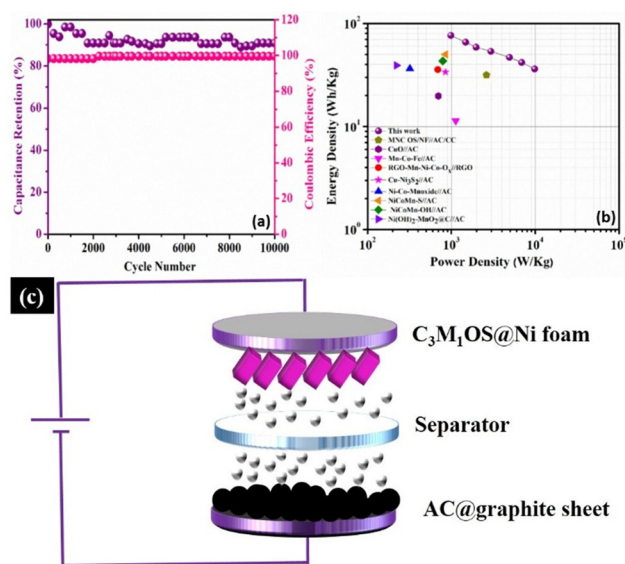 100
80
60
40
20
0
Capacitance Retention (%)
120
100
80
60
40
20
0
Coulombic Efficiency (%)
(a)
0 2000 4000 6000 8000 10000
Cycle Number
10²
10¹
10⁰
Energy Density (Wh/Kg)
This work
MNC OS/NF//AC/CC
CuO//AC
Mn-Co-Fe//AC
RGO-Mn-Ni-Co-Oₓ//RGO
Cu-Ni₃S₂//AC
Ni-Co-Mnoxide//AC
NiCoMn-S//AC
NiCoMn-OH//AC
Ni(OH)₂-MnO₂@C//AC
(b)
10² 10³ 10⁴ 10⁵
Power Density (W/Kg)
(c)
C₃M₁OS@Ni foam
Separator
AC@graphite sheet